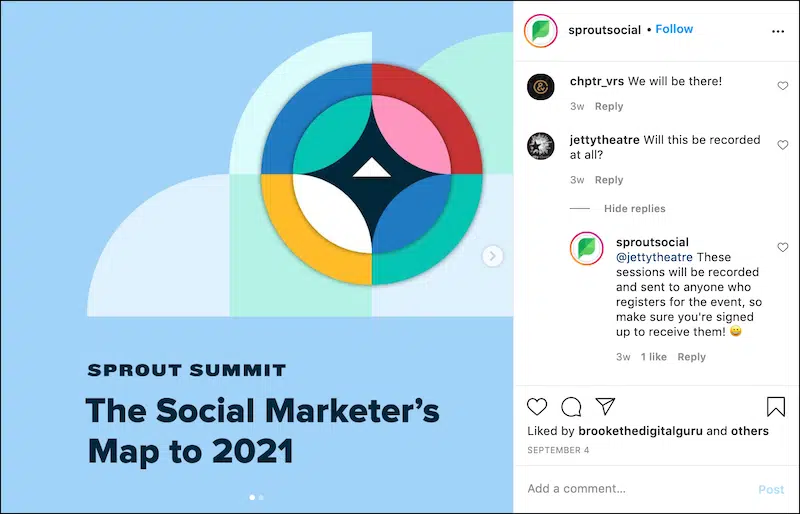 SPROUT SUMMIT
The Social Marketer's
Map to 2021
sproutsocial • Follow
chptr_vrs We will be there!
3w Reply
jettytheatre Will this be recorded
at all?
3w Reply
Hide replies
sproutsocial
@jettytheatre These
sessions will be recorded
and sent to anyone who
registers for the event, so
make sure you're signed
up to receive them! 😄
3w 1 like Reply
Liked by brookethedigitalguru and others
SEPTEMBER 4
Add a comment...
Post